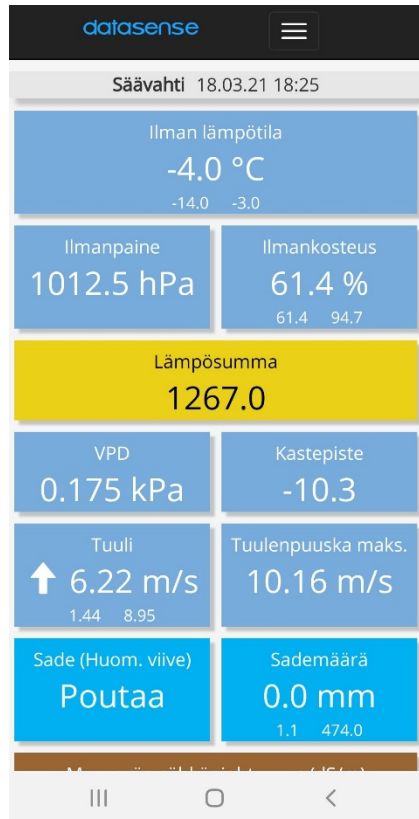 datasense
Säävahti 18.03.21 18:25
Ilman lämpötila
-4.0 °C
-14.0 -3.0
Ilmanpaine
1012.5 hPa
Ilmankosteus
61.4 %
61.4 94.7
Lämpösumma
1267.0
VPD
0.175 kPa
Kastepiste
-10.3
Tuuli
6.22 m/s
1.44 8.95
Tuulenpuuska maks.
10.16 m/s
Sade (Huom. viive)
Poutaa
Sademäärä
0.0 mm
1.1 474.0